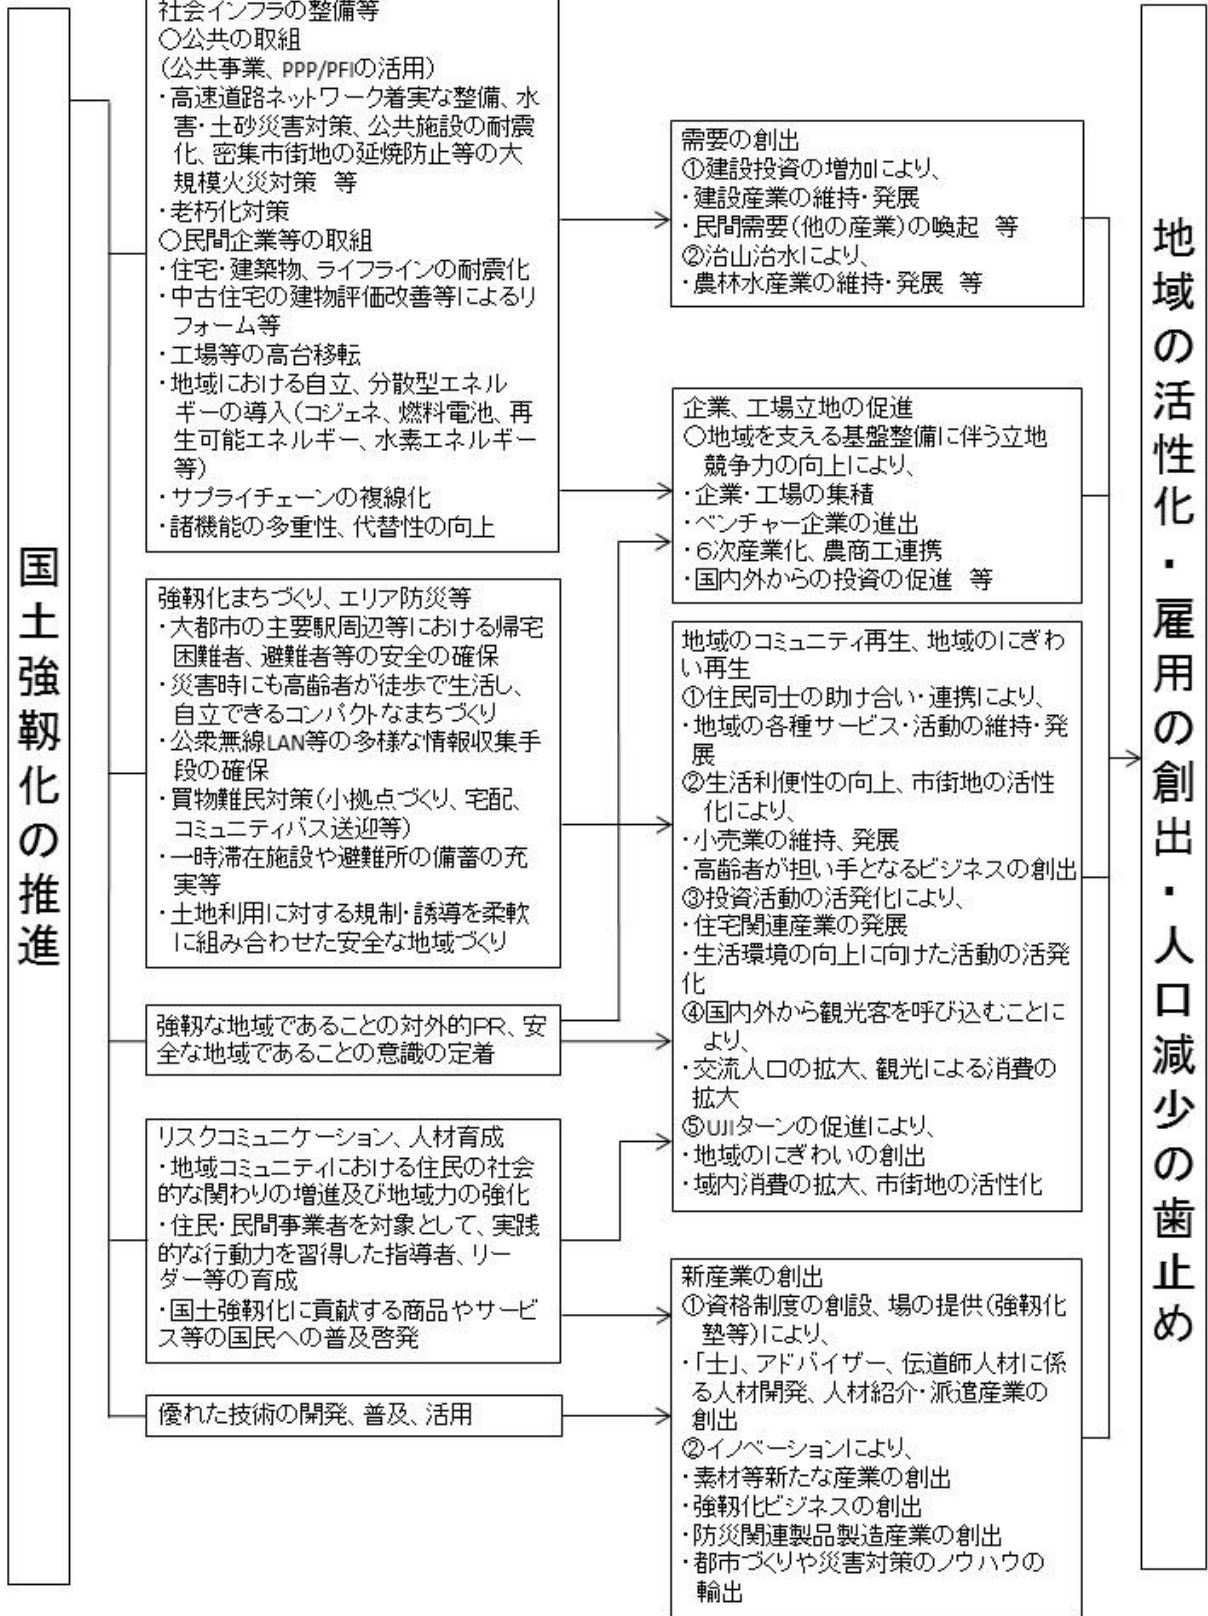 国土強靱化の推進
社会インフラの整備等
○公共の取組
(公共事業、PPP/PFIの活用)
・高速道路ネットワーク着実な整備、水
害・土砂災害対策、公共施設の耐震
化、密集市街地の延焼防止等の大
規模火災対策 等
・老朽化対策
○民間企業等の取組
・住宅・建築物、ライフラインの耐震化
・中古住宅の建物評価改善等によるリ
フォーム等
・工場等の高台移転
・地域における自立、分散型エネル
ギーの導入(コジェネ、燃料電池、再
生可能エネルギー、水素エネルギー
等)
・サプライチェーンの複線化
・諸機能の多重性、代替性の向上
強靱化まちづくり、エリア防災等
・大都市の主要駅周辺等における帰宅
困難者、避難者等の安全の確保
・災害時にも高齢者が徒歩で生活し、
自立できるコンパクトなまちづくり
・公衆無線LAN等の多様な情報収集手
段の確保
・買物難民対策(小拠点づくり、宅配、
コミュニティバス送迎等)
・一時滞在施設や避難所の備蓄の充
実等
・土地利用に対する規制・誘導を柔軟
に組み合わせた安全な地域づくり
強靱な地域であることの対外的PR、安
全な地域であることの意識の定着
リスクコミュニケーション、人材育成
・地域コミュニティにおける住民の社会
的な関わりの増進及び地域力の強化
・住民・民間事業者を対象として、実践
的な行動力を習得した指導者、リー
ダー等の育成
・国土強靱化に貢献する商品やサービ
ス等の国民への普及啓発
優れた技術の開発、普及、活用
需要の創出
①建設投資の増加により、
・建設産業の維持・発展
・民間需要(他の産業)の喚起 等
②治山治水により、
・農林水産業の維持・発展 等
企業、工場立地の促進
○地域を支える基盤整備に伴う立地
競争力の向上により、
・企業・工場の集積
・ベンチャー企業の進出
・6次産業化、農商工連携
・国内外からの投資の促進 等
地域のコミュニティ再生、地域のにぎわ
い再生
①住民同士の助け合い・連携により、
・地域の各種サービス・活動の維持・発
展
②生活利便性の向上、市街地の活性
化により、
・小売業の維持、発展
・高齢者が担い手となるビジネスの創出
③投資活動の活発化により、
・住宅関連産業の発展
・生活環境の向上に向けた活動の活発
化
④国内外から観光客を呼び込むことに
より、
・交流人口の拡大、観光による消費の
拡大
⑤UJIターンの促進により、
・地域のにぎわいの創出
・域内消費の拡大、市街地の活性化
新産業の創出
①資格制度の創設、場の提供(強靱化
塾等)により、
・「士」、アドバイザー、伝道師人材に係
る人材開発、人材紹介・派遣産業の
創出
②イノベーションにより、
・素材等新たな産業の創出
・強靱化ビジネスの創出
・防災関連製品製造産業の創出
・都市づくりや災害対策のノウハウの
輸出
地域の活性化・雇用の創出・人口減少の歯止め